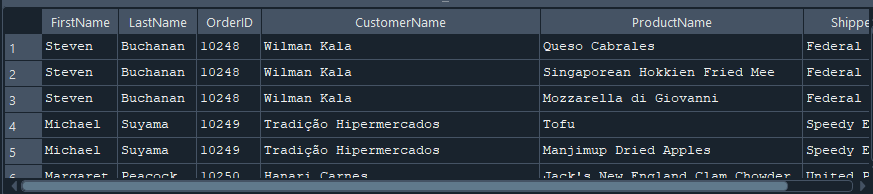 FirstName LastName OrderID CustomerName ProductName Shippe
1 Steven Buchanan 10248 Wilman Kala Queso Cabrales Federal
2 Steven Buchanan 10248 Wilman Kala Singaporean Hokkien Fried Mee Federal
3 Steven Buchanan 10248 Wilman Kala Mozzarella di Giovanni Federal
4 Michael Suyama 10249 Tradição Hipermercados Tofu Speedy E
5 Michael Suyama 10249 Tradição Hipermercados Manjimup Dried Apples Speedy E
6 Margaret Peacock 10250 Hanari Carnes Jack's New England Clam Chowder United P